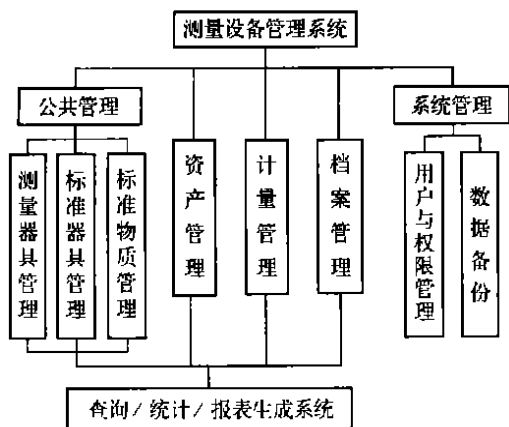 测量设备管理系统
公共管理
系统管理
测量器具管理
标准器具管理
标准物质管理
资产管理
计量管理
档案管理
用户与权限管理
数据备份
查询/统计/报表生成系统